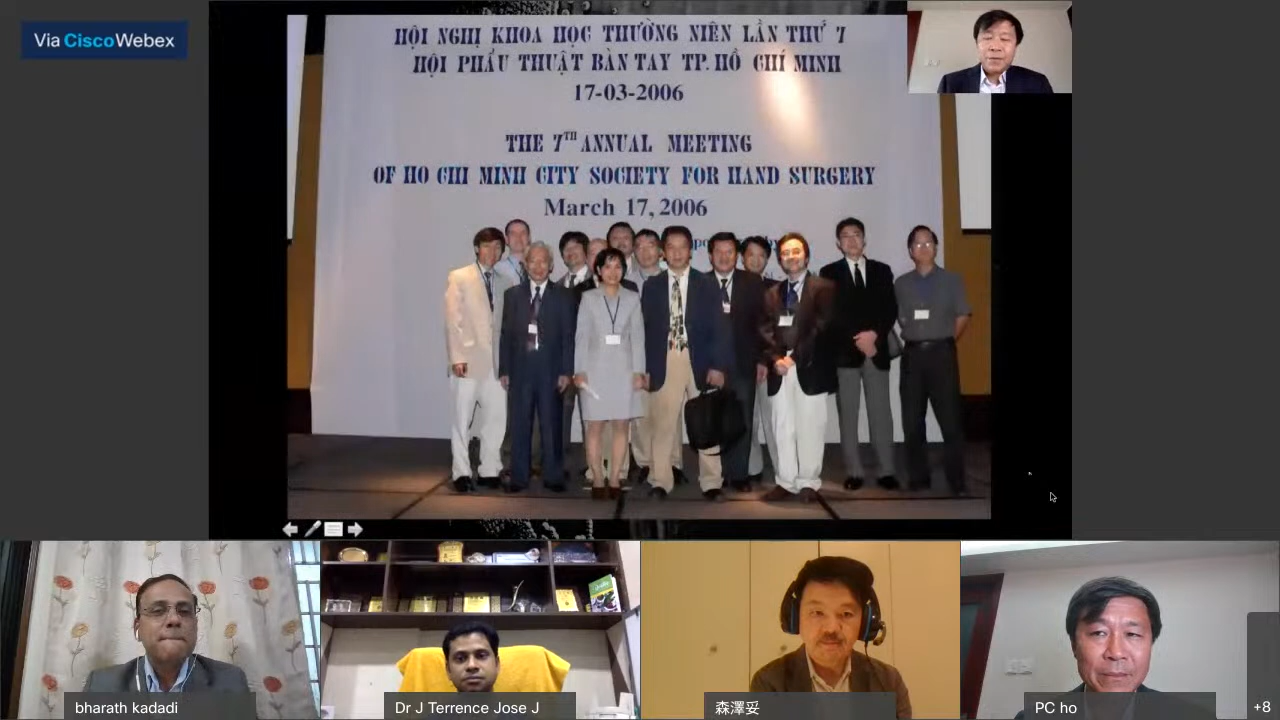 Via CiscoWebex
HỘI NGHỊ KHOA HỌC THƯỜNG NIÊN LẦN THỨ 7
HỘI PHẨU THUẬT BÀN TAY TP. HỒ CHÍ MINH
17-03-2006
THE 7TH ANNUAL MEETING
OF HO CHI MINH CITY SOCIETY FOR HAND SURGERY
March 17, 2006
bharath kadadi
Dr J Terrence Jose J
森澤妥
PC ho
+8